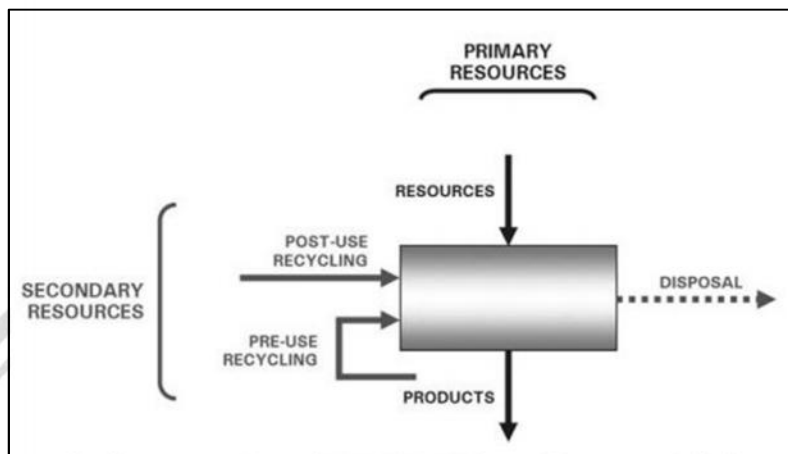 PRIMARY
RESOURCES
RESOURCES
POST-USE
RECYCLING
SECONDARY
RESOURCES
DISPOSAL
PRE-USE
RECYCLING
PRODUCTS